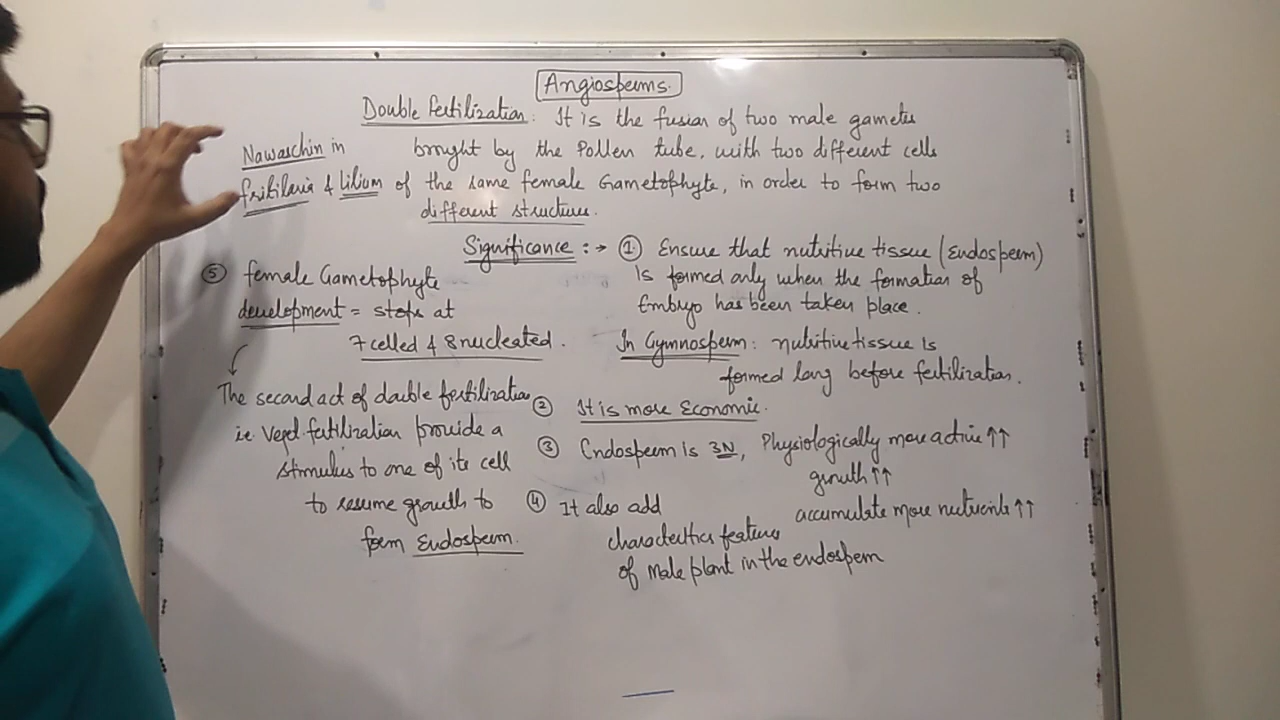 Angiosperms.
Double Fertilization: It is the fusion of two male gametes
brought by the Pollen tube, with two different cells
of the same female Gametophyte, in order to form two
different structures.
Nawaschin in
fritilaria & Lilium
Significance :→ ① Ensure that nutritive tissue (Endosperm)
is formed only when the formation of
Embryo has been taken place.
In Gymnosperm: nutritive tissue is
formed long before fertilization.
② It is more Economic.
③ Endosperm is 3N, Physiologically more active ↑↑
growth ↑↑
accumulate more nutrients ↑↑
④ It also add
characteristics features
of male plant in the endosperm
⑤ female Gametophyte
development = stops at
7 celled & 8 nucleated.
The second act of double fertilization
ie. Veget. fertilization provide a
stimulus to one of its cell
to resume growth to
form Endosperm.